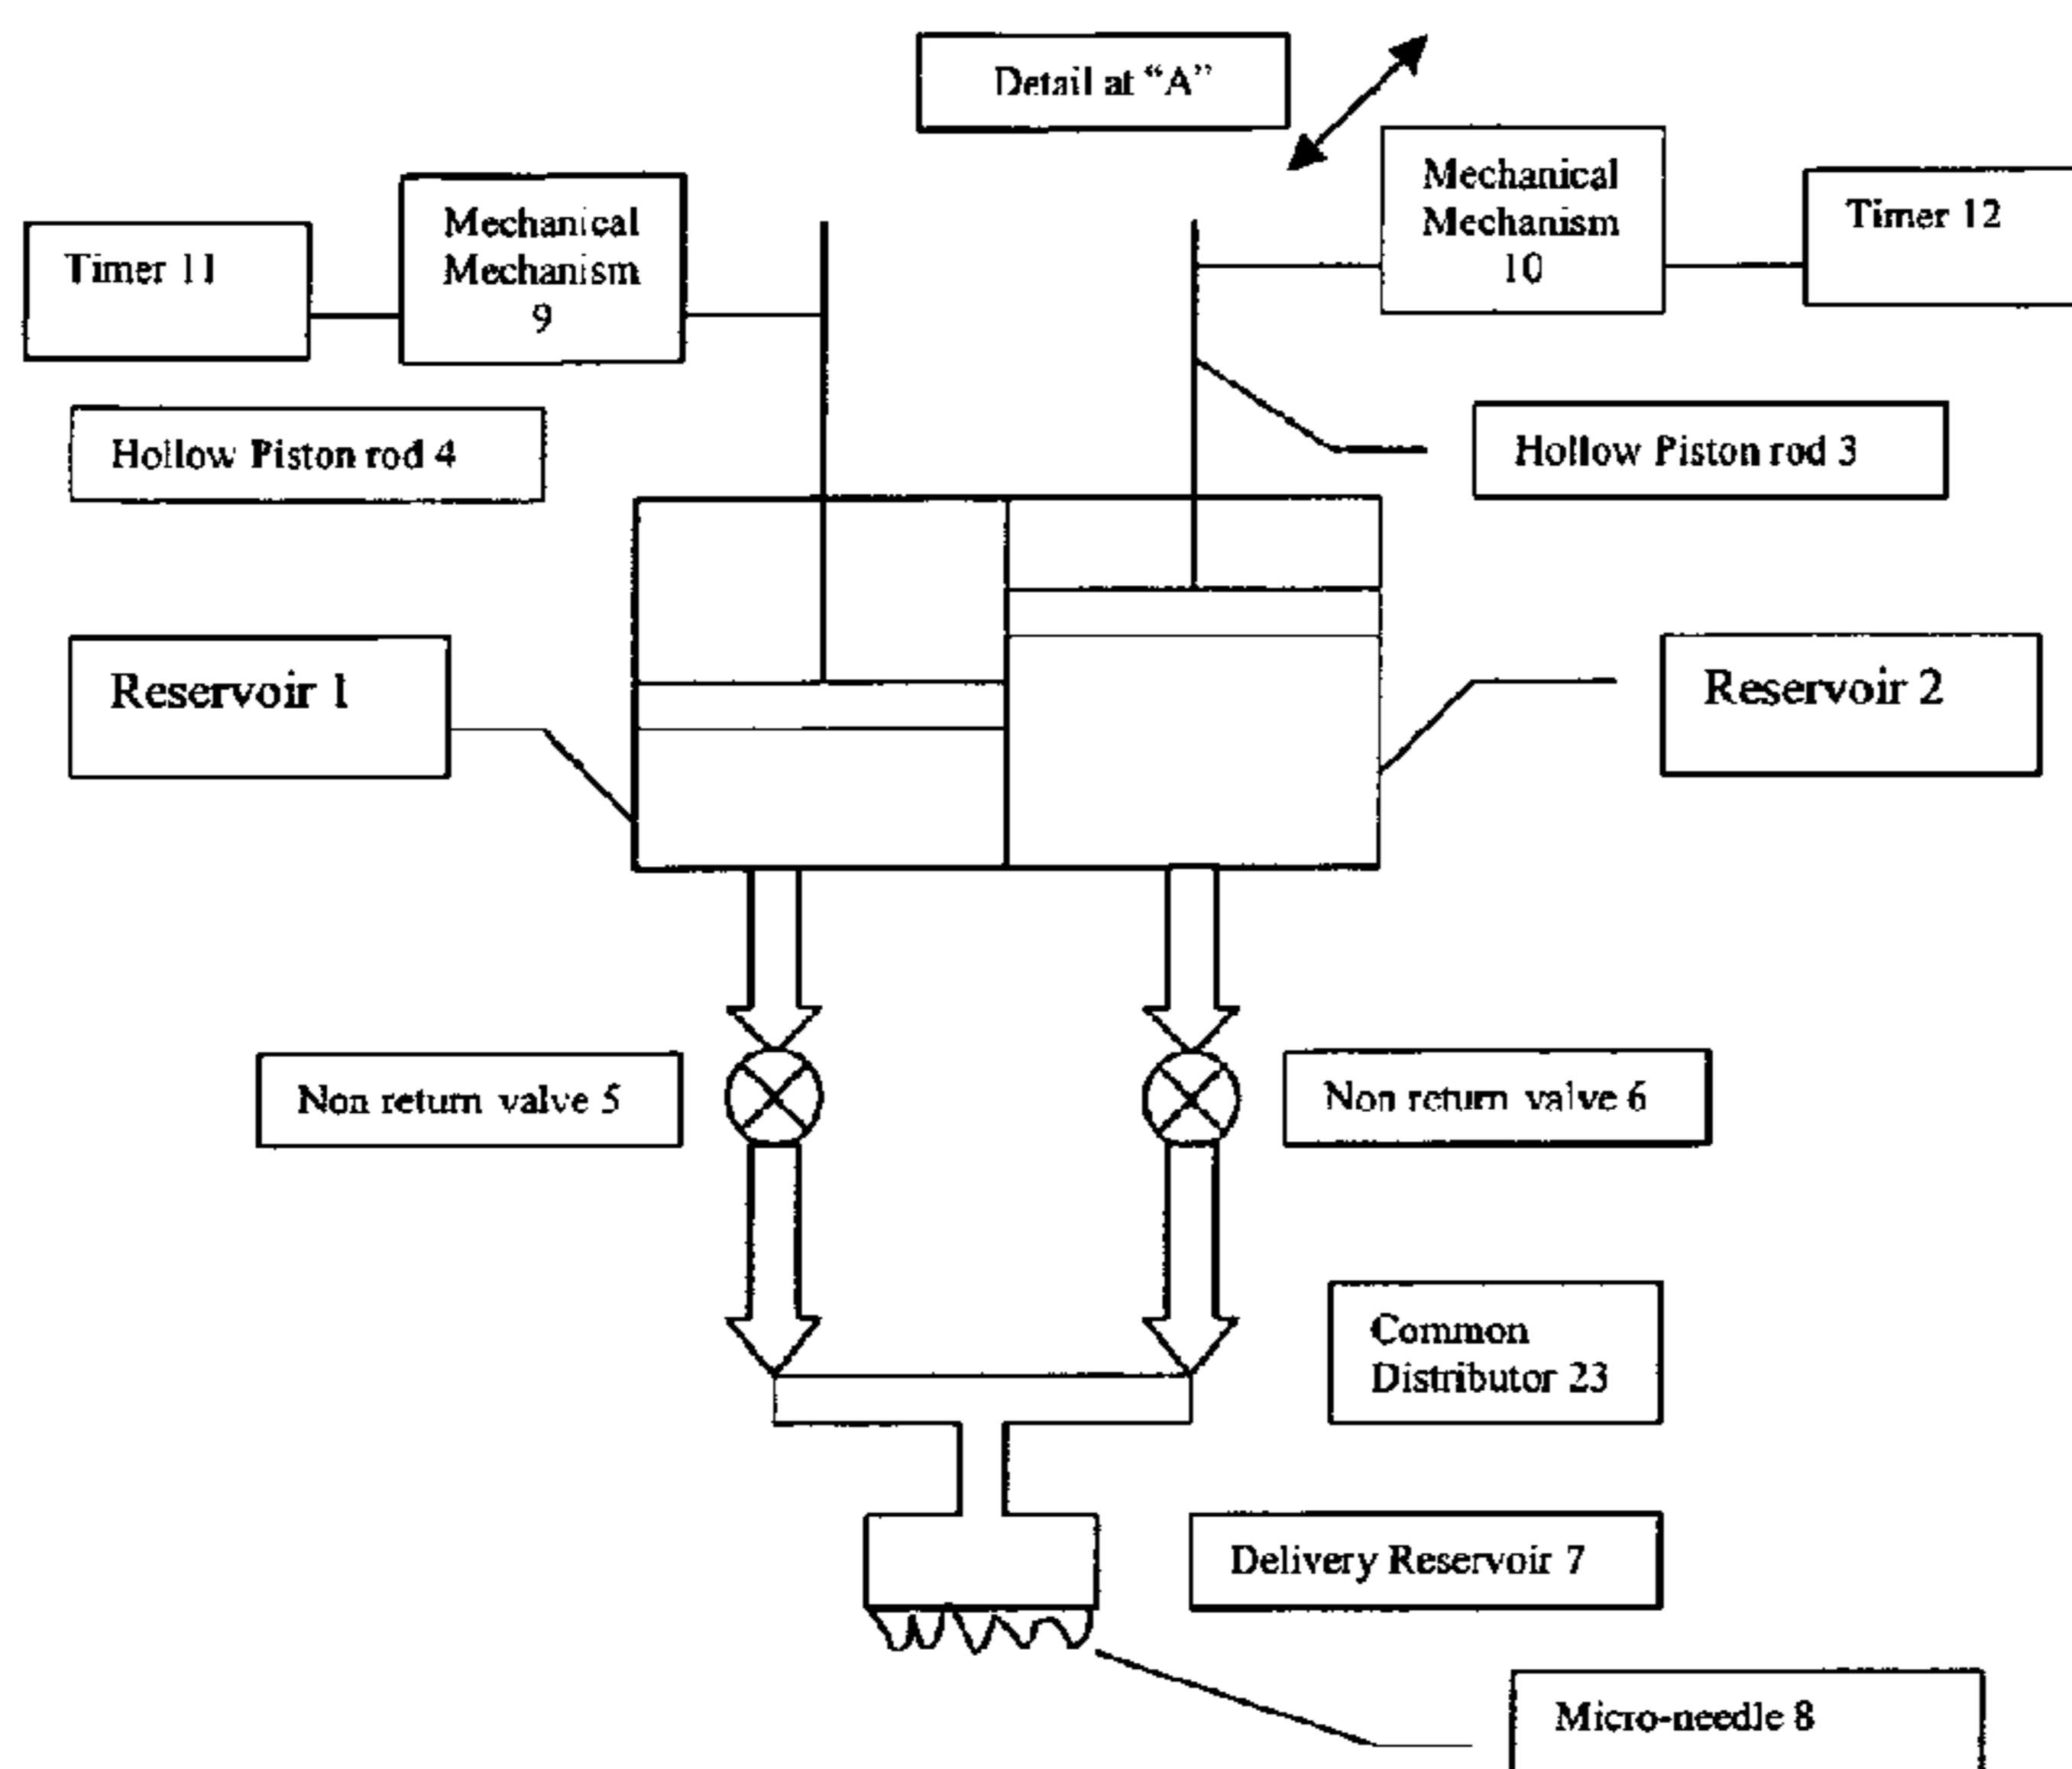 Detail at “A”
Mechanical
Mechanism
10
Timer 12
Mechanical
Mechanism
9
Timer 11
Hollow Piston rod 4
Hollow Piston rod 3
Reservoir 1
Reservoir 2
Non return valve 5
Non return valve 6
Common
Distributor 23
Delivery Reservoir 7
Micro-needle 8